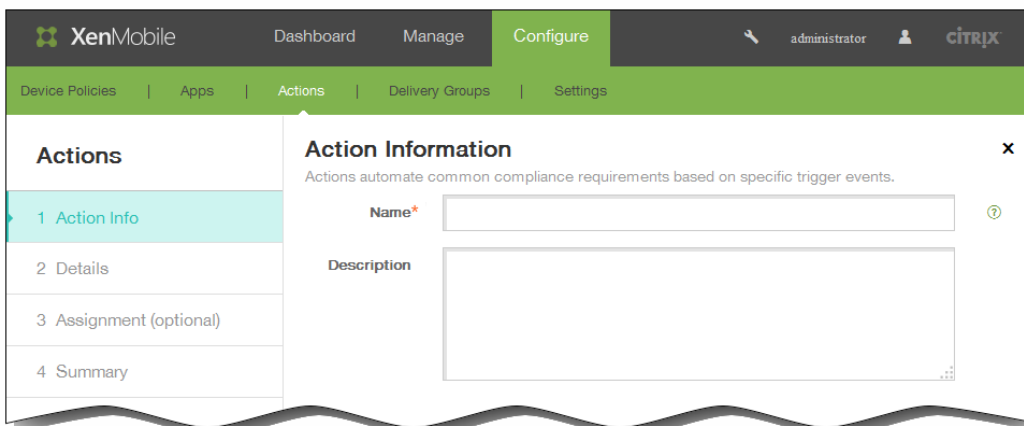 XenMobile Dashboard Manage Configure administrator CITRIX
Device Policies | Apps | Actions | Delivery Groups | Settings
Actions
1 Action Info
2 Details
3 Assignment (optional)
4 Summary
Action Information
Actions automate common compliance requirements based on specific trigger events.
Name*
Description